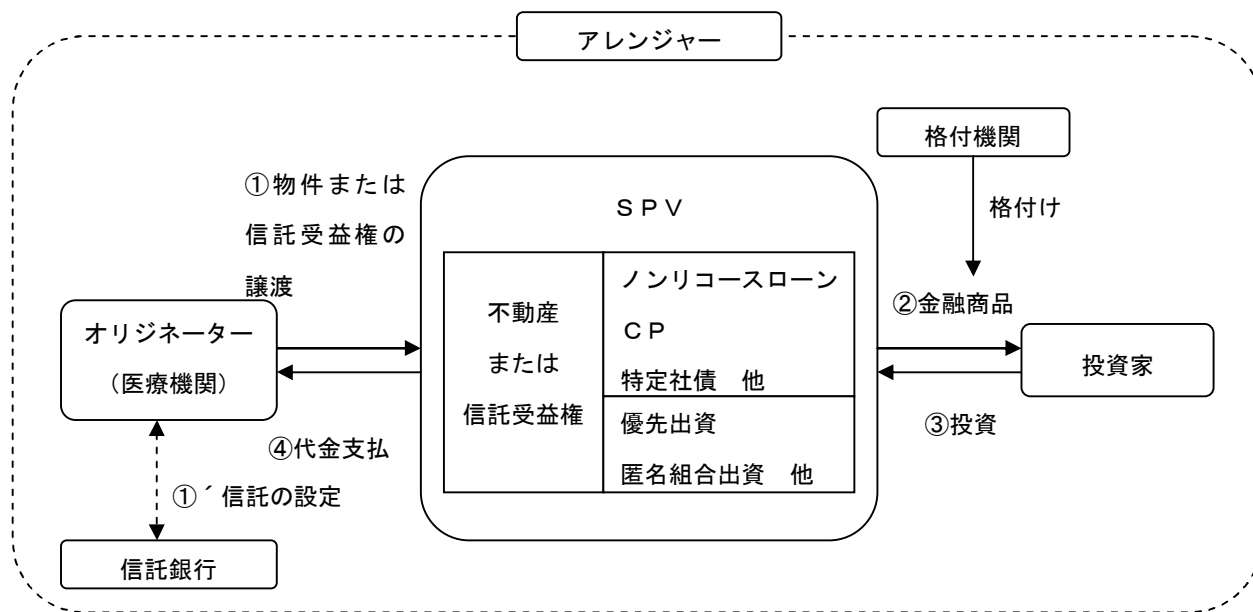 アレンジャー
格付機関
格付け
①物件または
信託受益権の
譲渡
ＳＰＶ
不動産
または
信託受益権
ノンリコースローン
ＣＰ
特定社債　他
優先出資
匿名組合出資　他
②金融商品
オリジネーター
（医療機関）
投資家
③投資
④代金支払
①´信託の設定
信託銀行